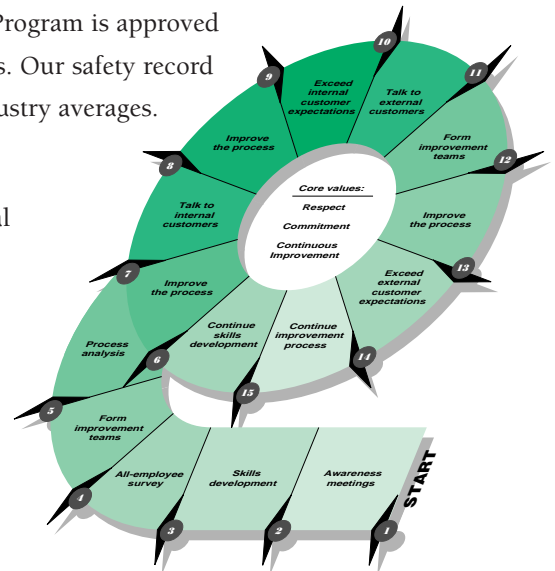 Program is approved
s. Our safety record
ustry averages.
al
START
1
Awareness
meetings
2
Skills
development
3
All-employee
survey
4
Form
improvement
teams
5
Process
analysis
6
Improve
the process
7
Talk to
internal
customers
8
Improve
the process
9
Exceed
internal
customer
expectations
10
Talk to
external
customers
11
Form
improvement
teams
12
Improve
the process
13
Exceed
external
customer
expectations
14
Continue
improvement
process
15
Continue
skills
development
Core values:
Respect
Commitment
Continuous
Improvement